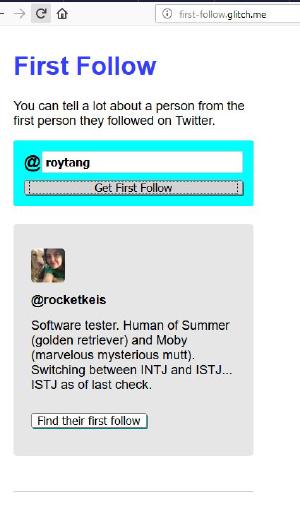 first-follow.glitch.me
First Follow
You can tell a lot about a person from the
first person they followed on Twitter.
@ roytang
Get First Follow
@rocketkeis
Software tester. Human of Summer
(golden retriever) and Moby
(marvelous mysterious mutt).
Switching between INTJ and ISTJ...
ISTJ as of last check.
Find their first follow